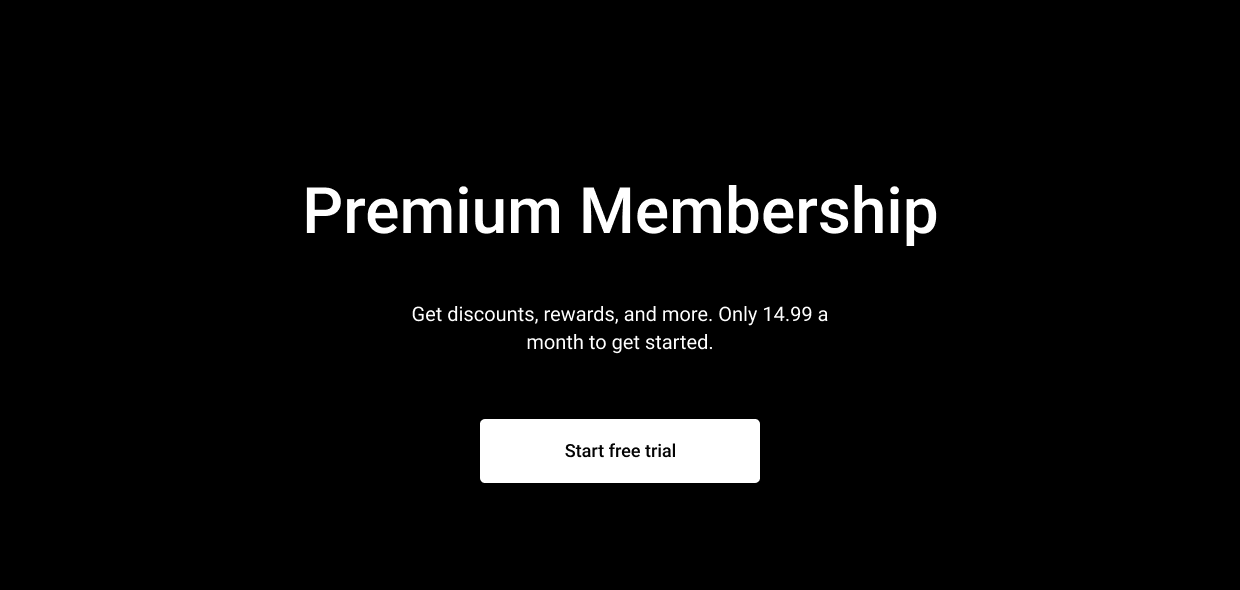 Premium Membership
Get discounts, rewards, and more. Only 14.99 a
month to get started.
Start free trial